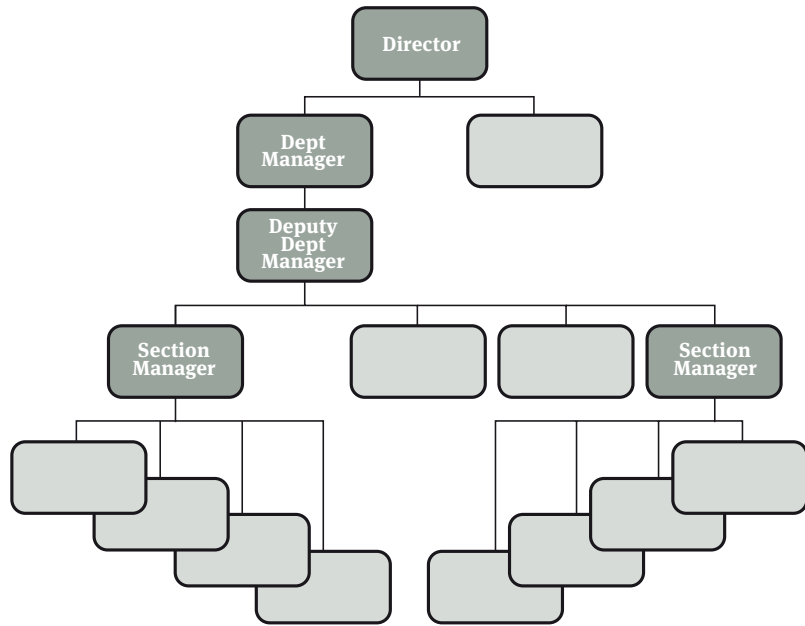 Director
Dept
Manager
Deputy
Dept
Manager
Section
Manager
Section
Manager